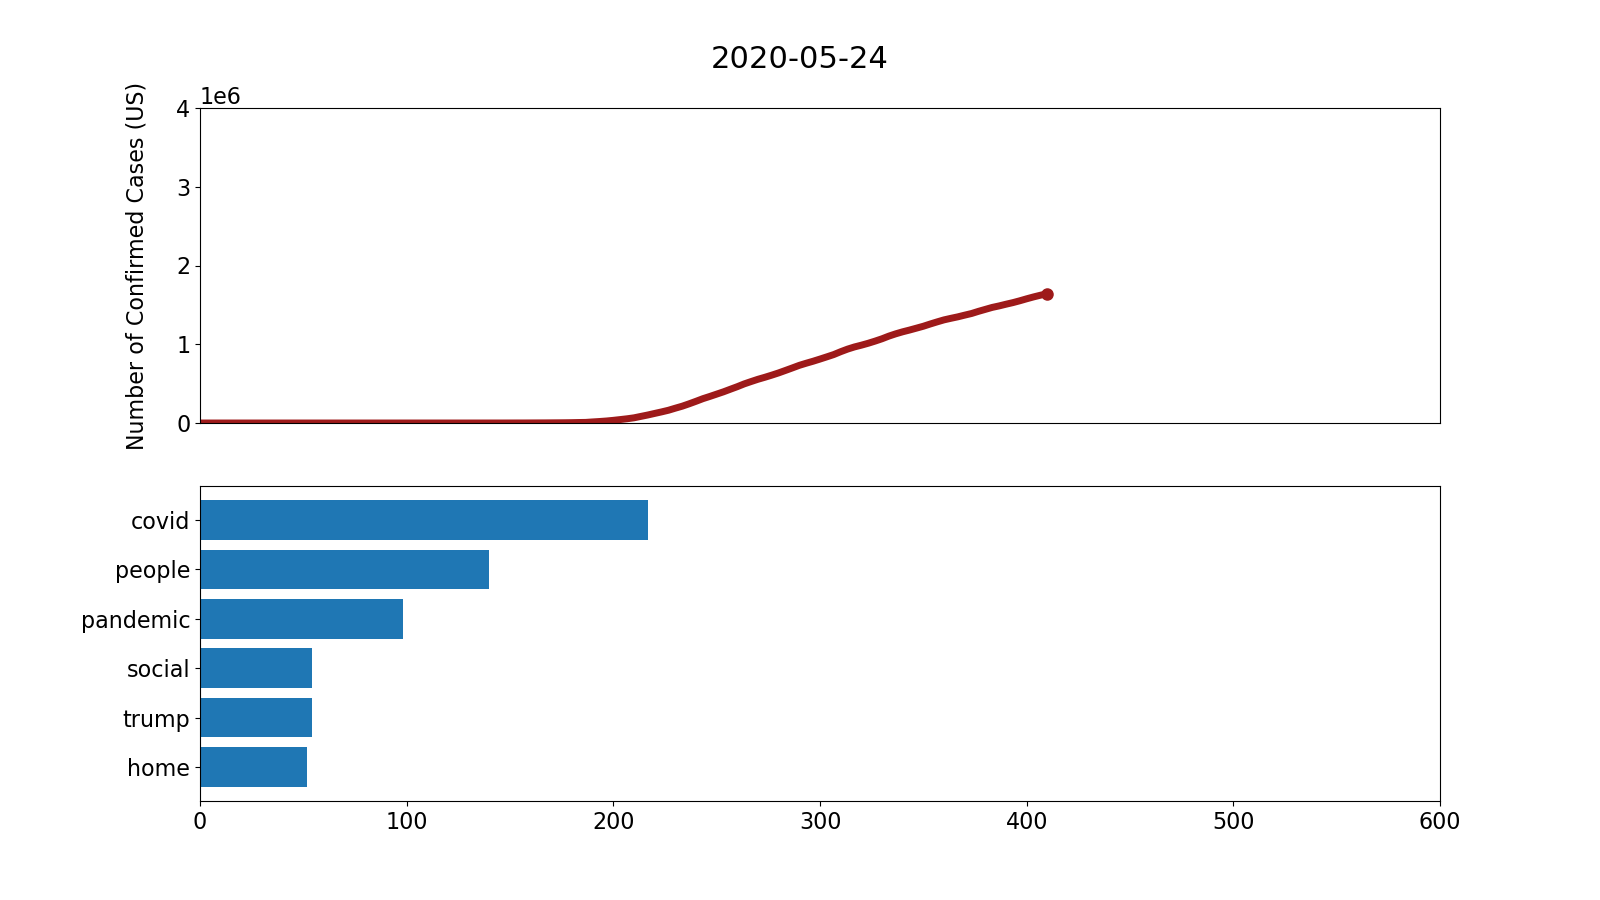 2020-05-24
1e6
Number of Confirmed Cases (US)
4
3
2
1
0
covid
people
pandemic
social
trump
home
0 100 200 300 400 500 600